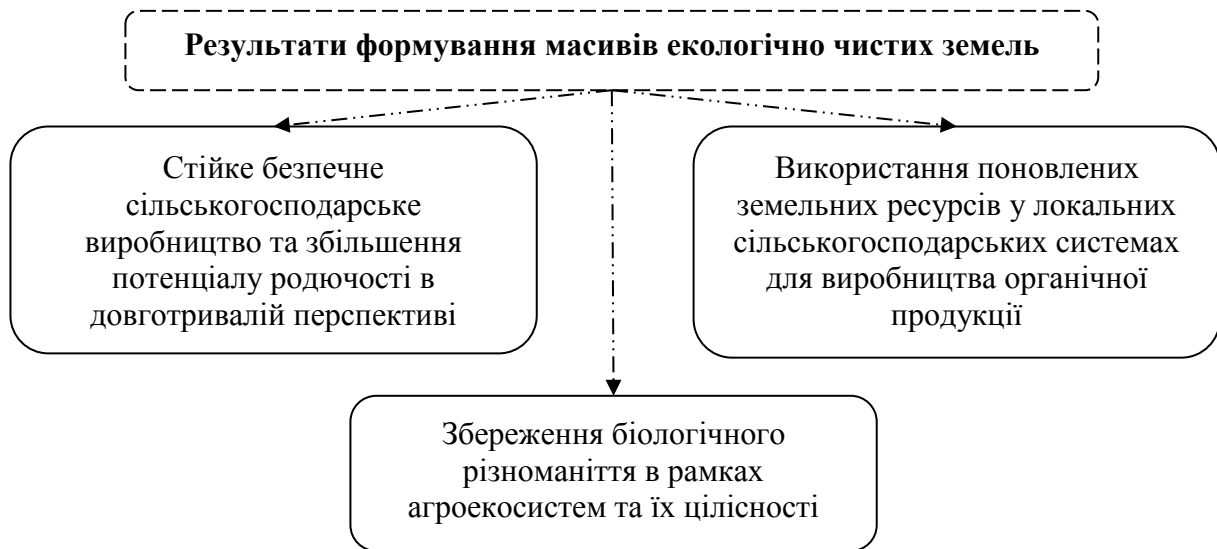 Результати формування масивів екологічно чистих земель
Стійке безпечне
сільськогосподарське
виробництво та збільшення
потенціалу родючості в
довготривалій перспективі
Використання поновлених
земельних ресурсів у локальних
сільськогосподарських системах
для виробництва органічної
продукції
Збереження біологічного
різноманіття в рамках
агроекосистем та їх цілісності